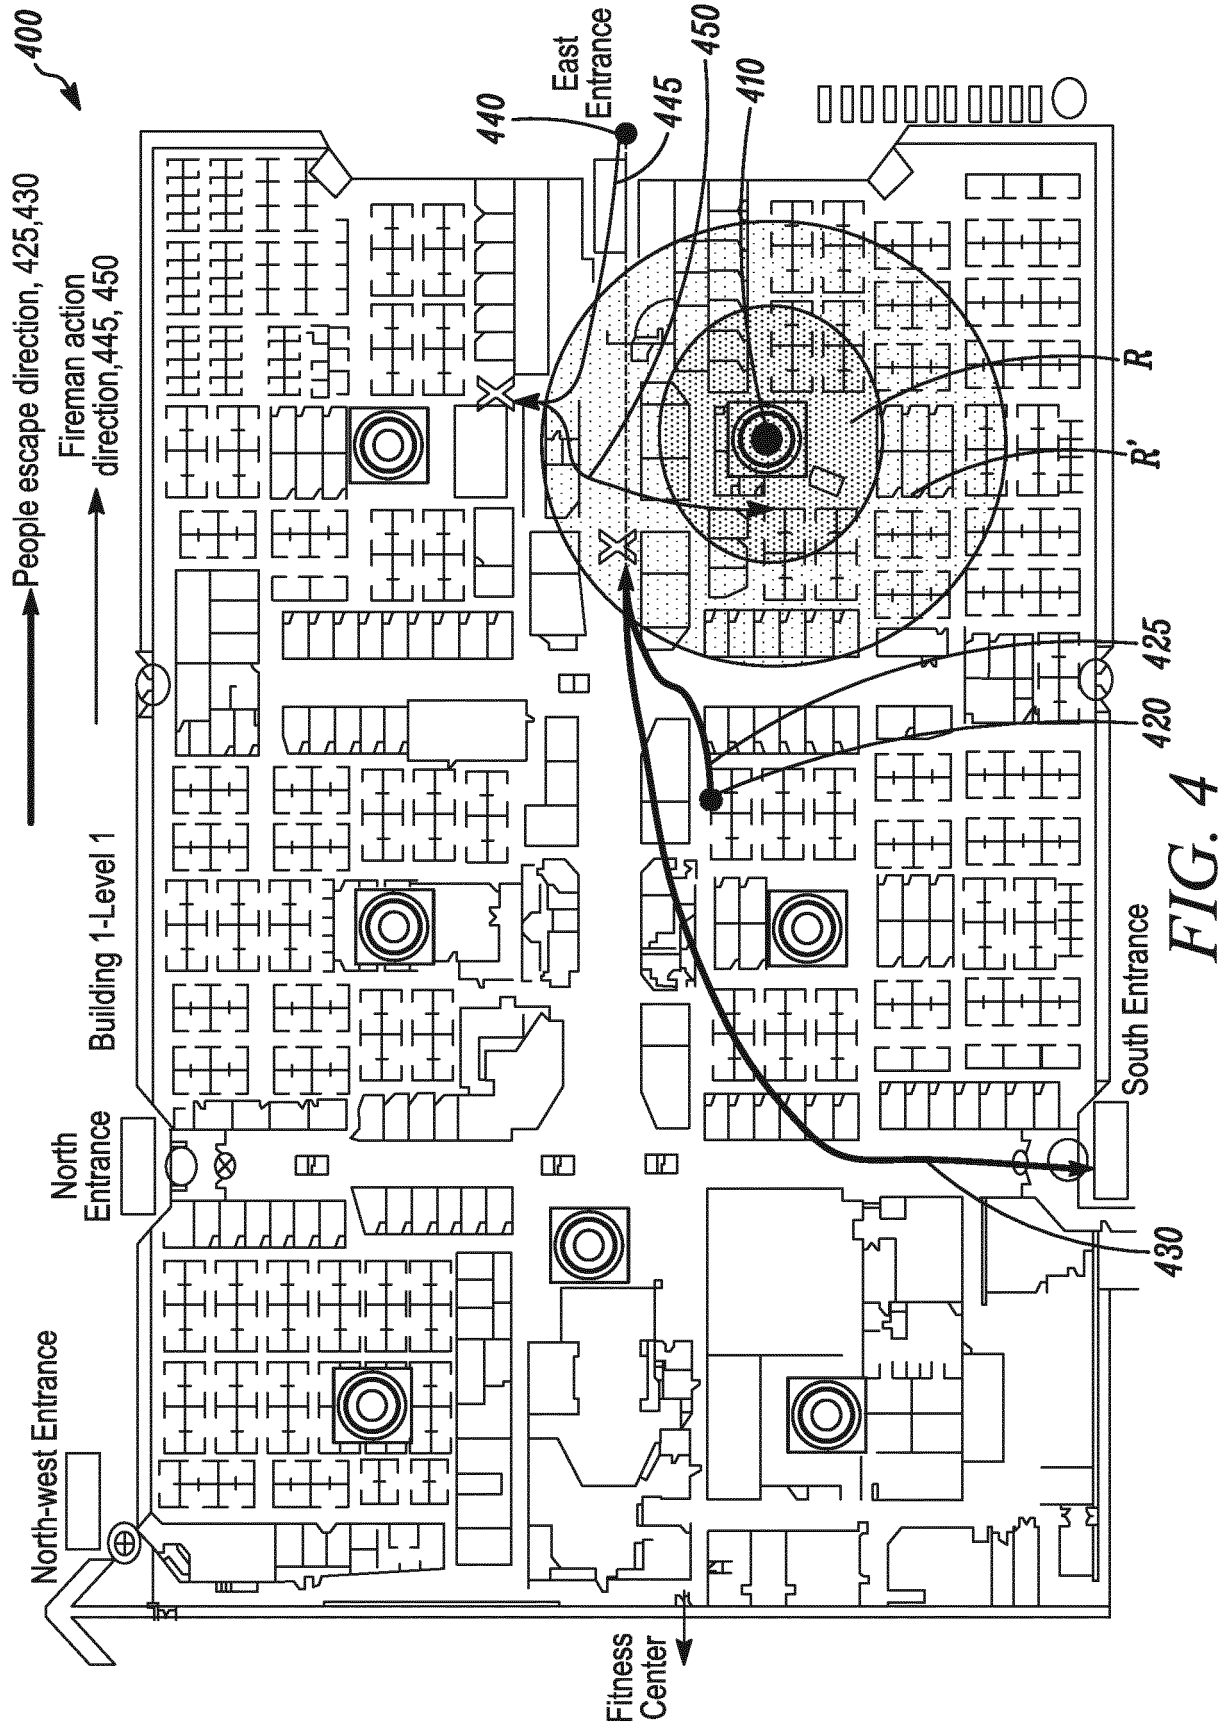 400
People escape direction, 425,430
Fireman action
direction,445, 450
Building 1-Level 1
North-west Entrance
North
Entrance
440
East
Entrance
445
450
410
R
R'
425
420
430
South Entrance
Fitness
Center
FIG. 4